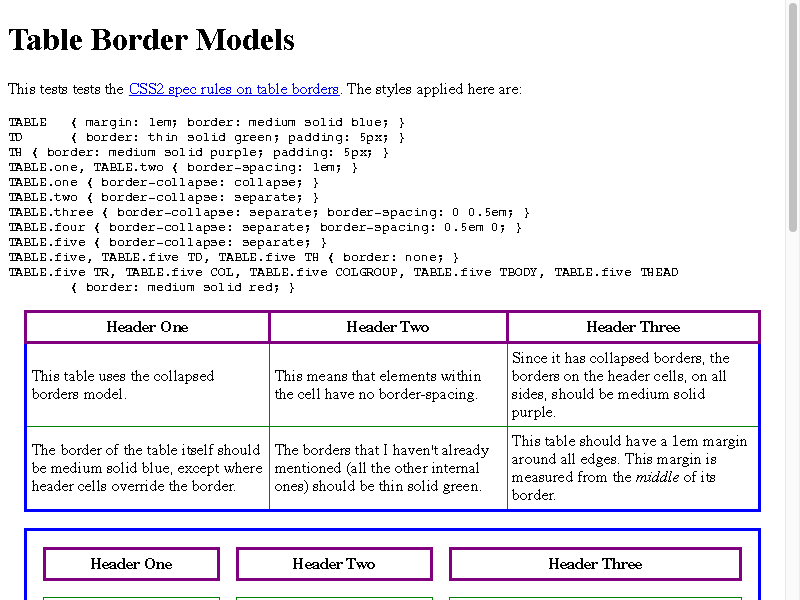 Table Border Models
This tests tests the CSS2 spec rules on table borders. The styles applied here are:
TABLE   { margin: 1em; border: medium solid blue; }
TD      { border: thin solid green; padding: 5px; }
TH { border: medium solid purple; padding: 5px; }
TABLE.one, TABLE.two { border-spacing: 1em; }
TABLE.one { border-collapse: collapse; }
TABLE.two { border-collapse: separate; }
TABLE.three { border-collapse: separate; border-spacing: 0 0.5em; }
TABLE.four { border-collapse: separate; border-spacing: 0.5em 0; }
TABLE.five { border-collapse: separate; }
TABLE.five, TABLE.five TD, TABLE.five TH { border: none; }
TABLE.five TR, TABLE.five COL, TABLE.five COLGROUP, TABLE.five TBODY, TABLE.five THEAD
        { border: medium solid red; }
Header One
Header Two
Header Three
This table uses the collapsed
borders model.
This means that elements within
the cell have no border-spacing.
Since it has collapsed borders, the
borders on the header cells, on all
sides, should be medium solid
purple.
The border of the table itself should
be medium solid blue, except where
header cells override the border.
The borders that I haven't already
mentioned (all the other internal
ones) should be thin solid green.
This table should have a 1em margin
around all edges. This margin is
measured from the middle of its
border.
Header One
Header Two
Header Three